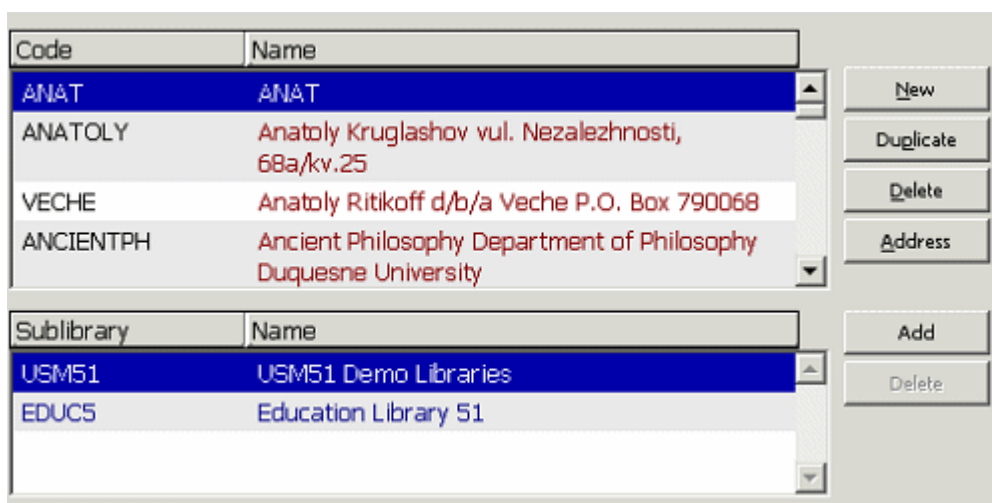 Code Name
ANAT ANAT
ANATOLY Anatoly Kruglashov vul. Nezalezhnosti,
68a/kv.25
VECHE Anatoly Ritikoff d/b/a Veche P.O. Box 790068
ANCIENTPH Ancient Philosophy Department of Philosophy
Duquesne University
New
Duplicate
Delete
Address
Sublibrary Name
USM51 USM51 Demo Libraries
EDUC5 Education Library 51
Add
Delete